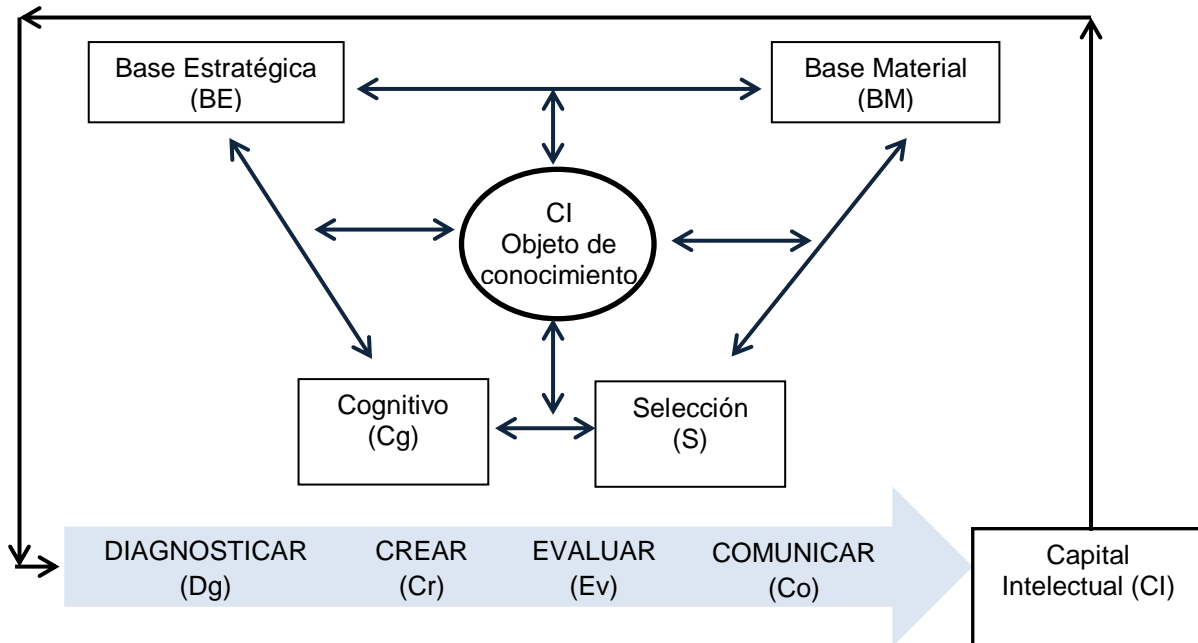 Base Estratégica
(BE)
Base Material
(BM)
CI
Objeto de
conocimiento
Cognitivo
(Cg)
Selección
(S)
DIAGNOSTICAR
(Dg)
CREAR
(Cr)
EVALUAR
(Ev)
COMUNICAR
(Co)
Capital
Intelectual (CI)